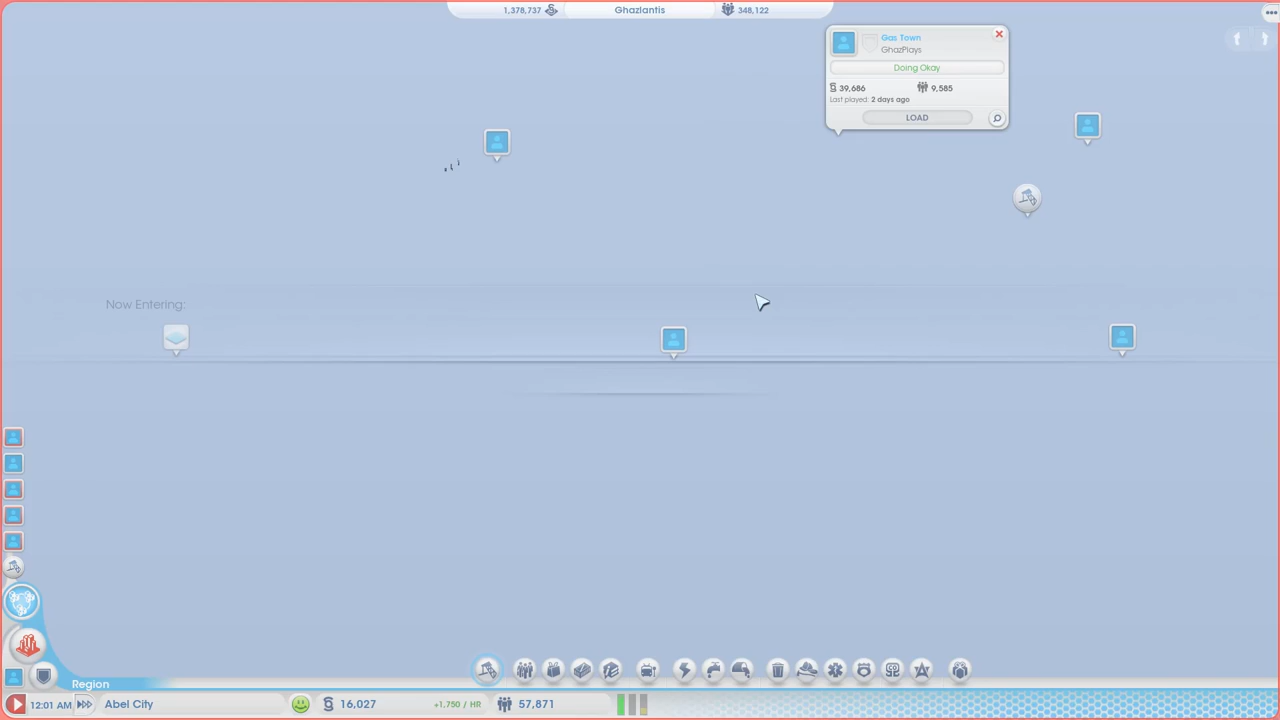 1,378,737
Ghazlantis
348,122
Gas Town
GhazPlays
Doing Okay
39,686
9,585
Last played: 2 days ago
LOAD
Now Entering:
Region
12:01 AM
Abel City
16,027
+1,750 / HR
57,871